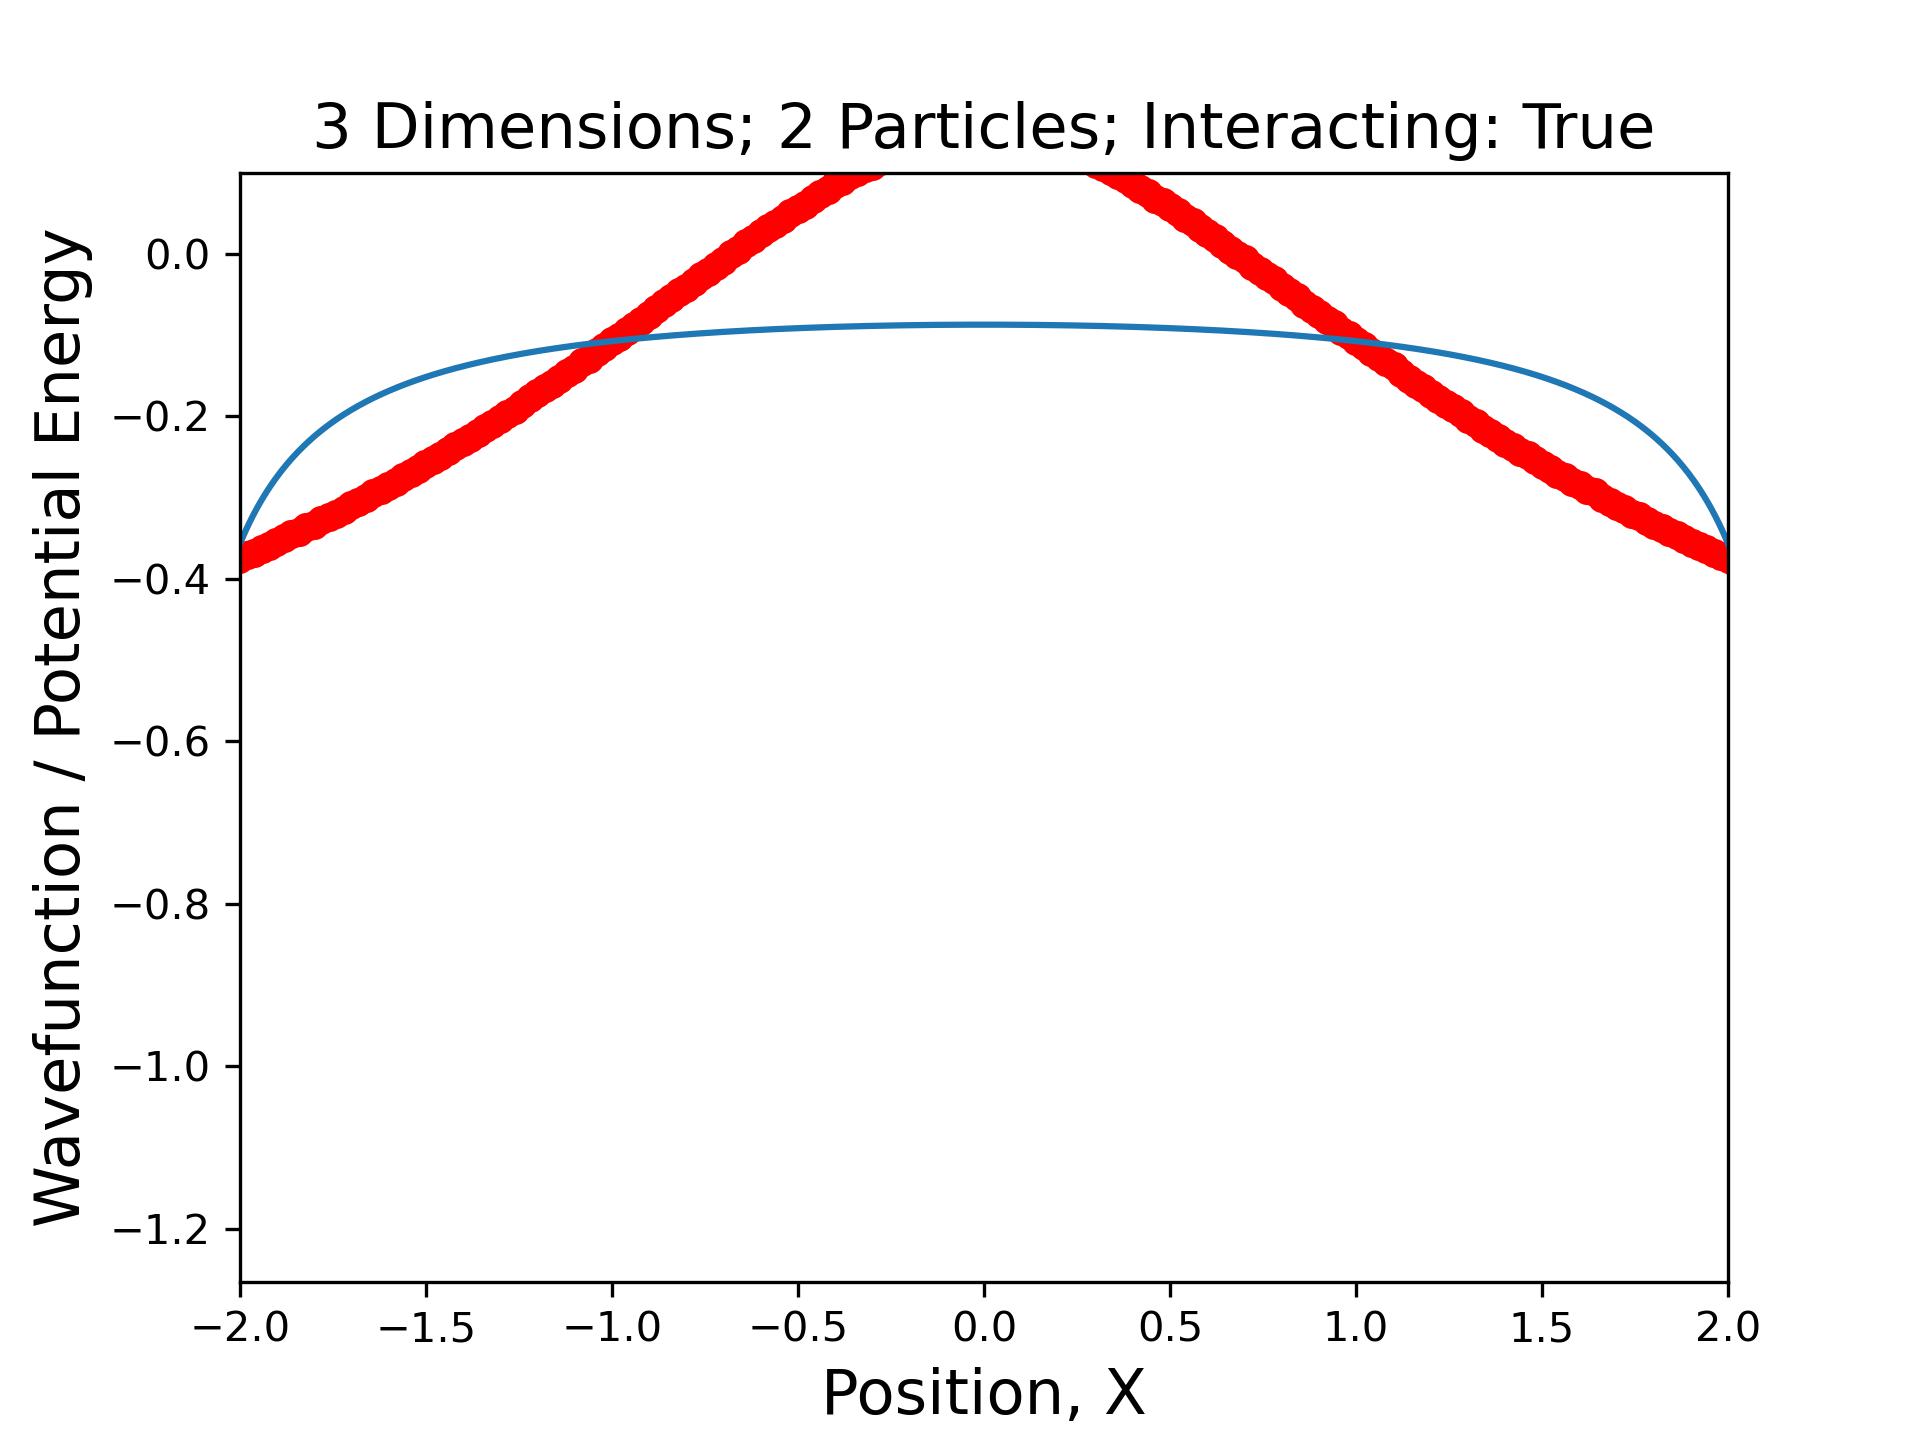 3 Dimensions; 2 Particles; Interacting: True
Wavefunction / Potential Energy
0.0
−0.2
−0.4
−0.6
−0.8
−1.0
−1.2
−2.0 −1.5 −1.0 −0.5 0.0 0.5 1.0 1.5 2.0
Position, X